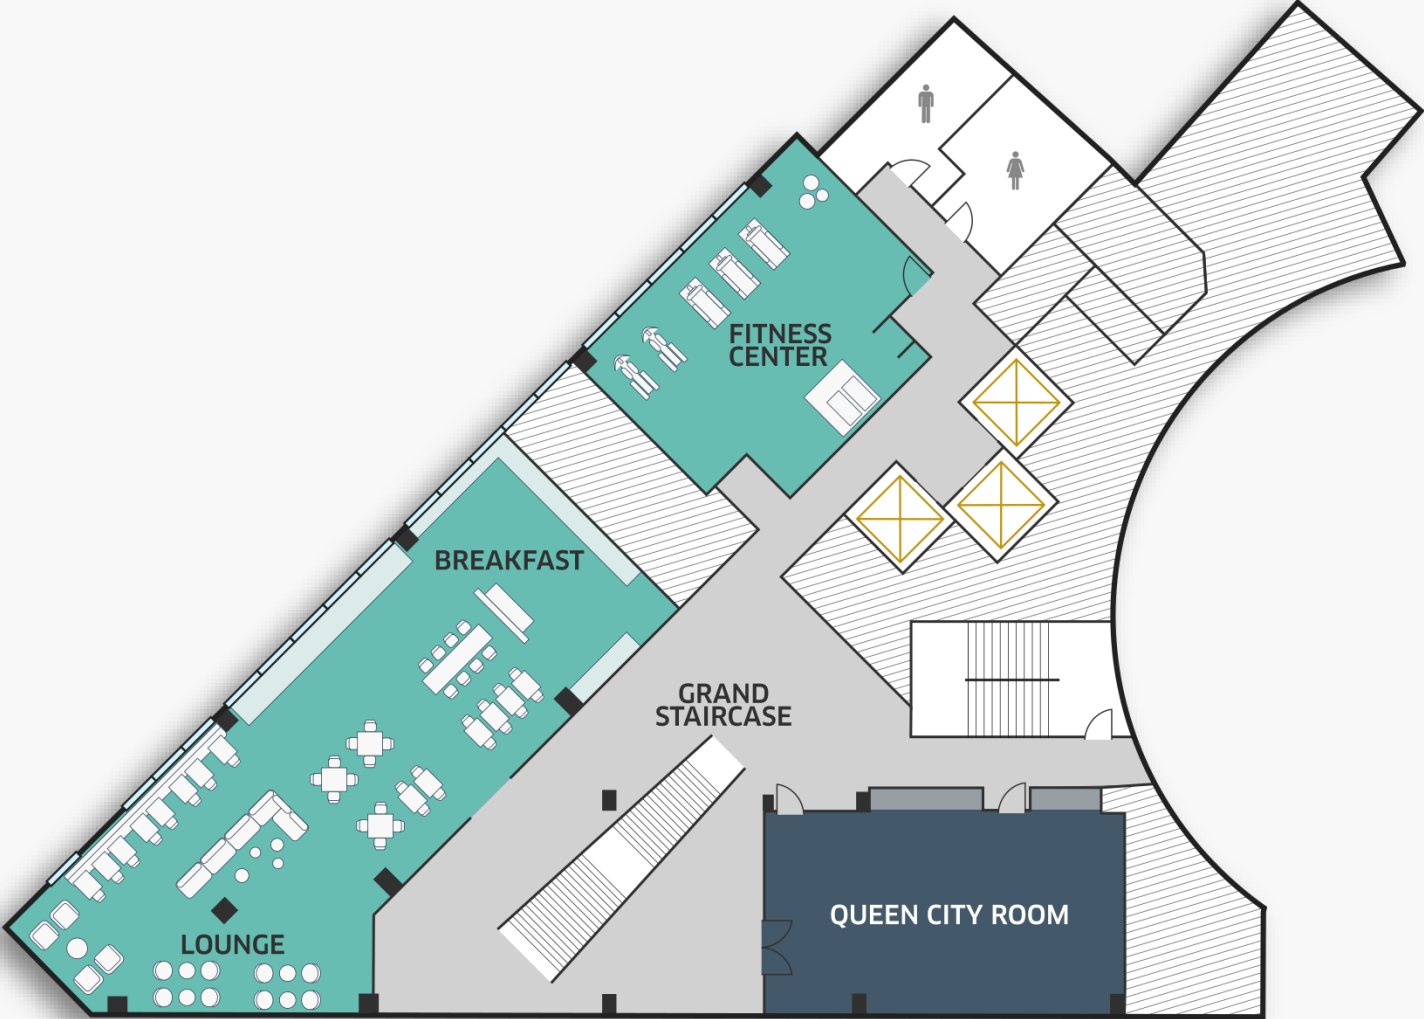 FITNESS
CENTER
BREAKFAST
GRAND
STAIRCASE
QUEEN CITY ROOM
LOUNGE